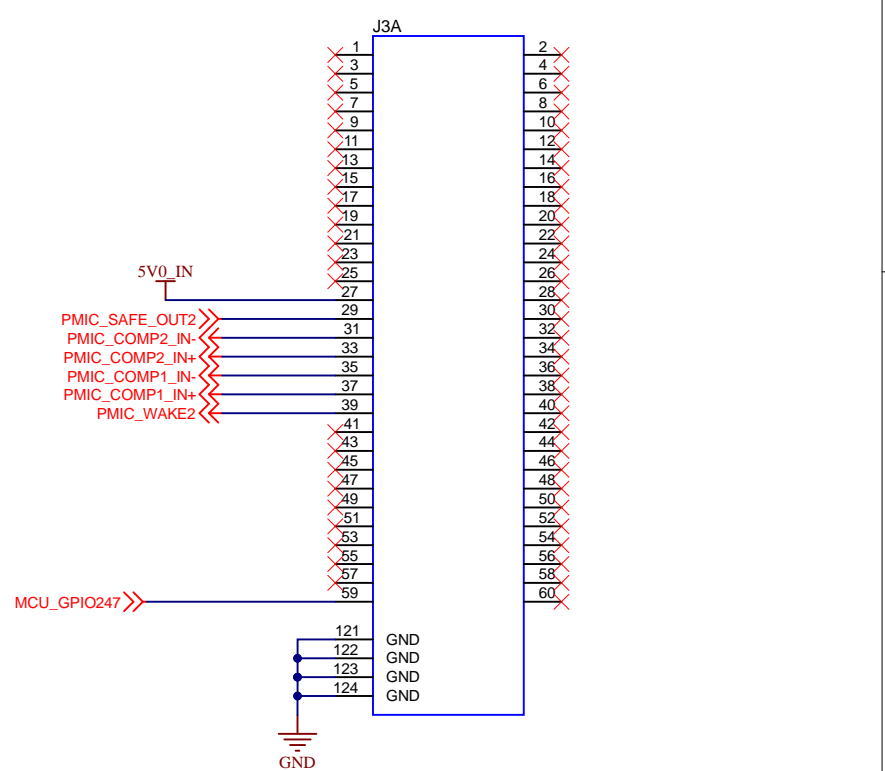 J3A
1 2
3 4
5 6
7 8
9 10
11 12
13 14
15 16
17 18
19 20
21 22
23 24
25 26
5V0_IN
27 28
PMIC_SAFE_OUT2 29 30
PMIC_COMP2_IN- 31 32
PMIC_COMP2_IN+ 33 34
PMIC_COMP1_IN- 35 36
PMIC_COMP1_IN+ 37 38
PMIC_WAKE2 39 40
41 42
43 44
45 46
47 48
49 50
51 52
53 54
55 56
57 58
MCU_GPIO247 59 60
121 GND
122 GND
123 GND
124 GND
GND